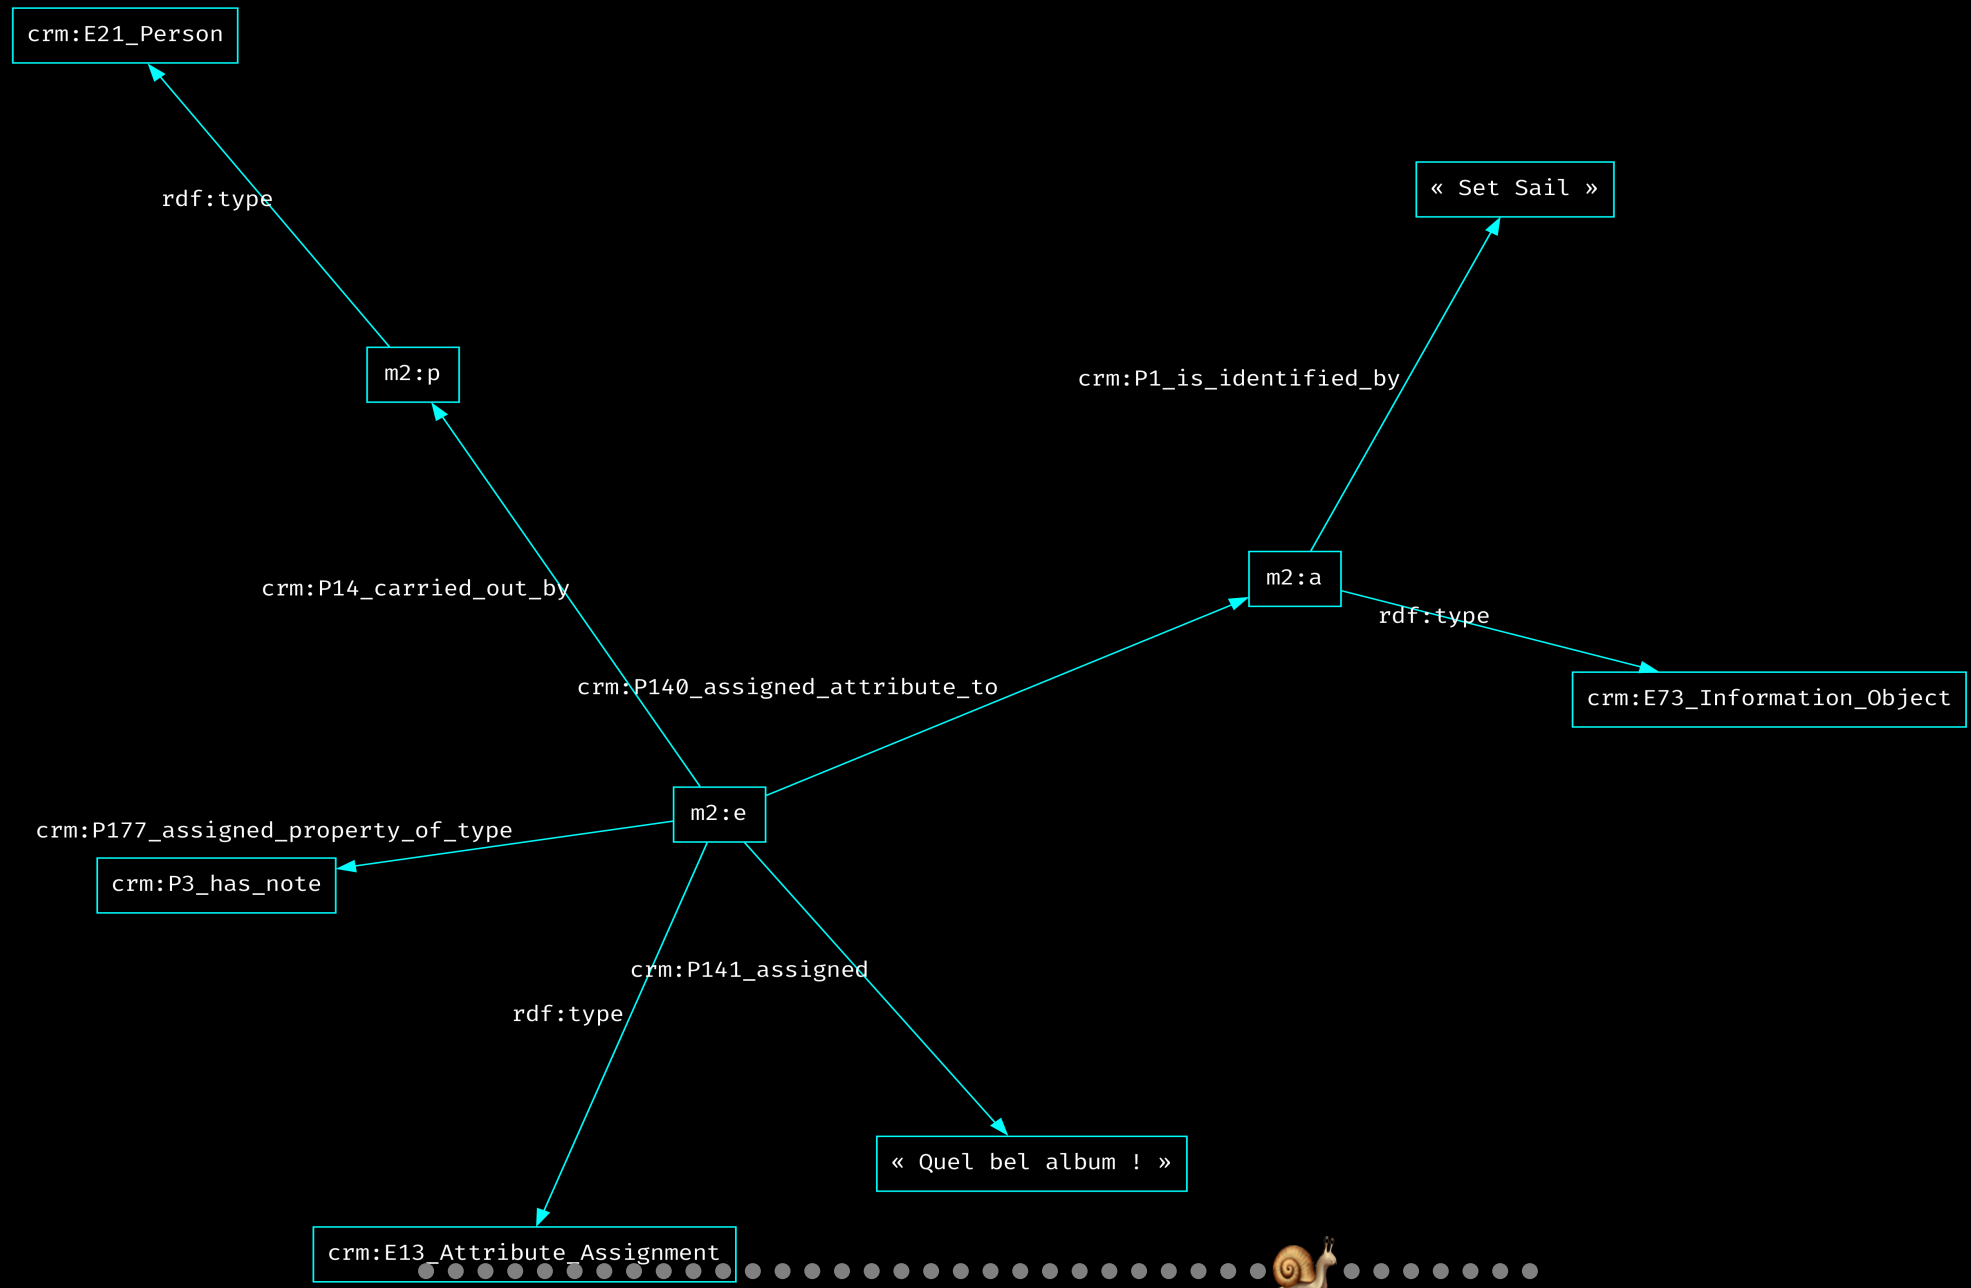 crm:E21_Person
« Set Sail »
rdf:type
m2:p
crm:P1_is_identified_by
m2:a
crm:P14_carried_out_by
rdf:type
crm:P140_assigned_attribute_to
crm:E73_Information_Object
m2:e
crm:P177_assigned_property_of_type
crm:P3_has_note
crm:P141_assigned
rdf:type
« Quel bel album ! »
crm:E13_Attribute_Assignment